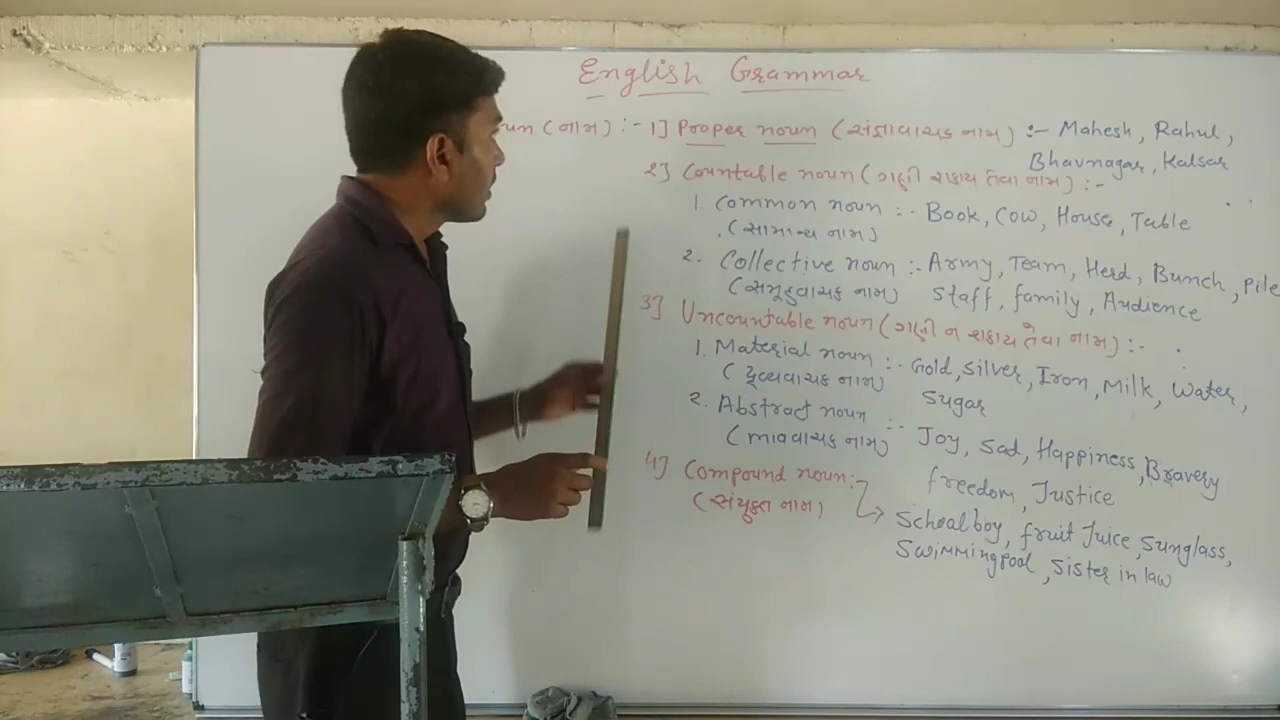 English Grammar
oun (નામ) :- 1] Proper noun (સંજ્ઞાવાચક નામ) :- Mahesh, Rahul,
Bhavnagar, Kalsar
2] Countable noun (ગણી શકાય તેવા નામ) :-
1. Common noun :- Book, Cow, House, Table
(સામાન્ય નામ)
2. Collective noun :- Army, Team, Herd, Bunch, Pile
(સમૂહવાચક નામ) Staff, family, Audience
3] Uncountable noun (ગણી ન શકાય તેવા નામ) :-
1. Material noun :- Gold, Silver, Iron, Milk, Water,
(દ્રવ્યવાચક નામ) Sugar
2. Abstract noun :- Joy, Sad, Happiness, Bravery
(ભાવવાચક નામ) freedom, Justice
4] Compound noun :-
(સંયુક્ત નામ) → School boy, fruit Juice, Sunglass,
Swimmingpool, Sister in law